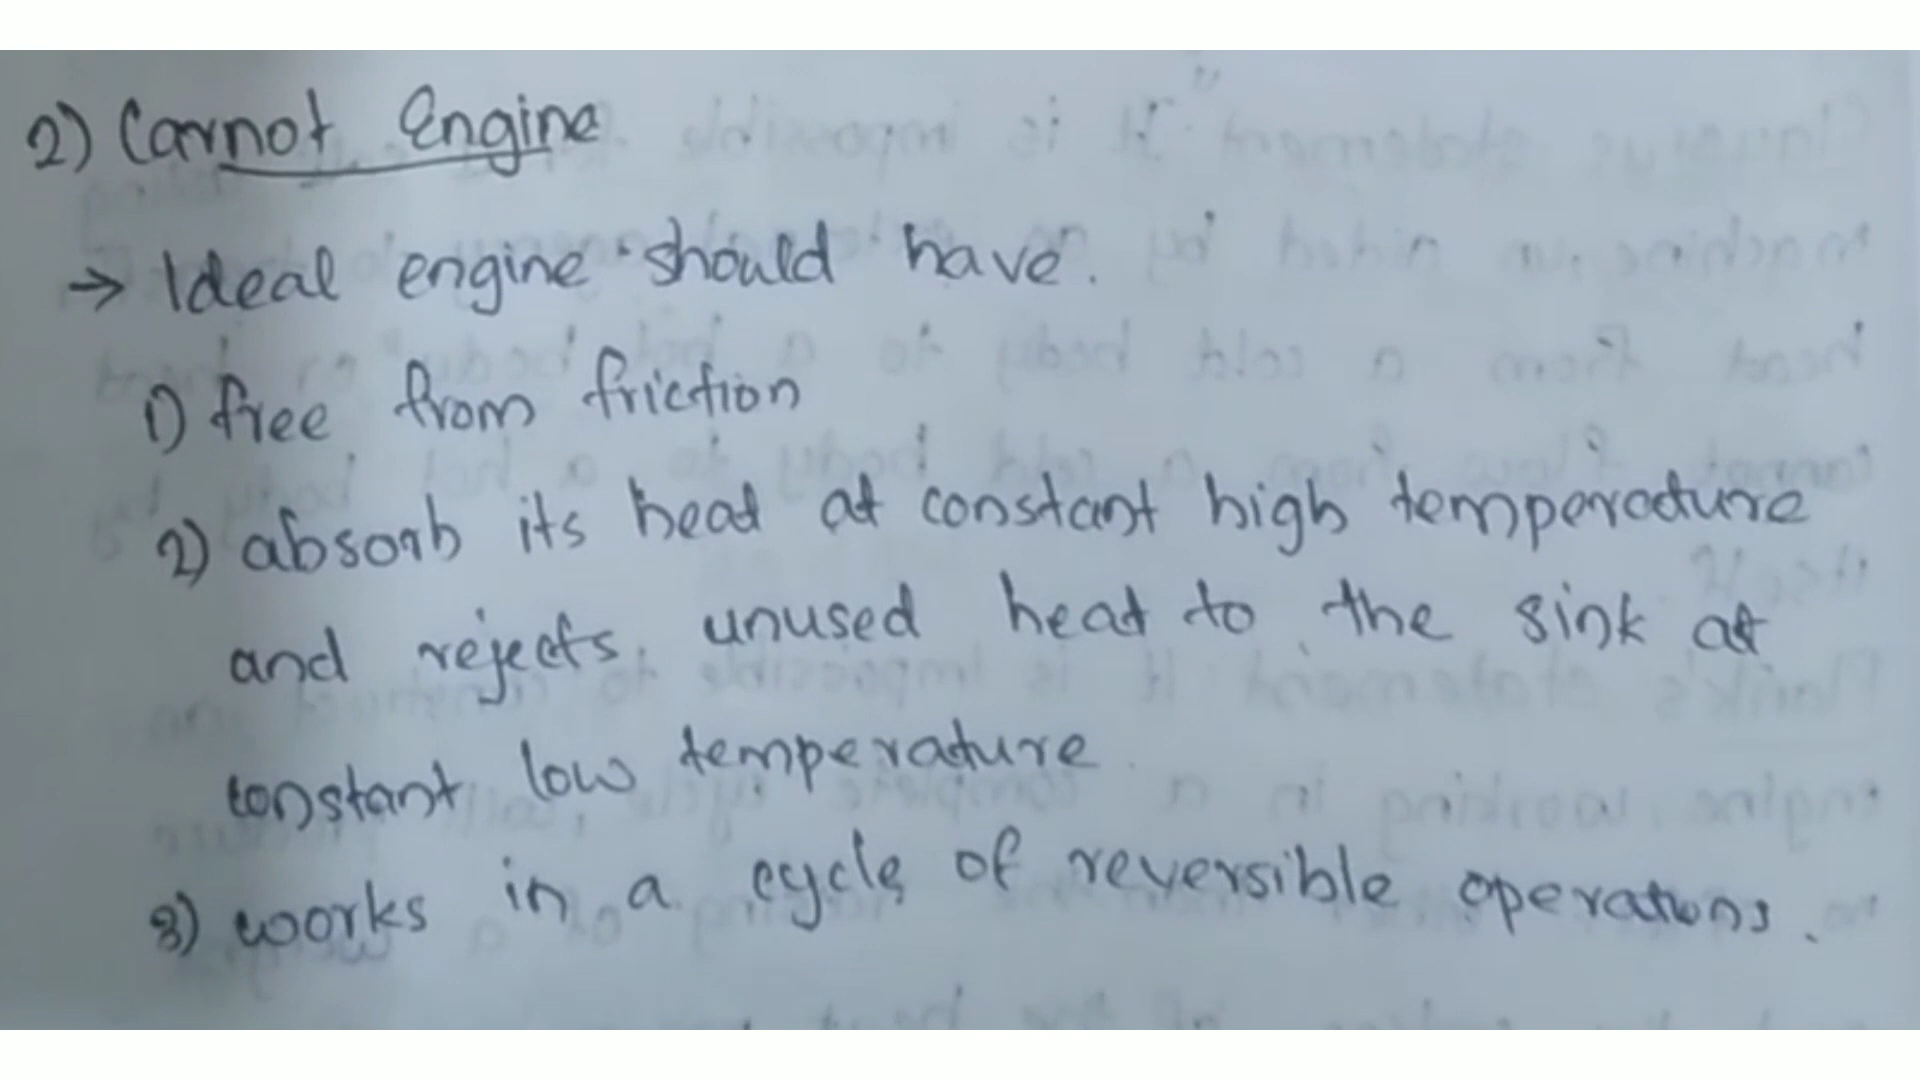 2) Carnot Engine
→ Ideal engine should have.
1) free from friction
2) absorb its heat at constant high temperature
and rejects unused heat to the sink at
constant low temperature
3) works in a cycle of reversible operations.